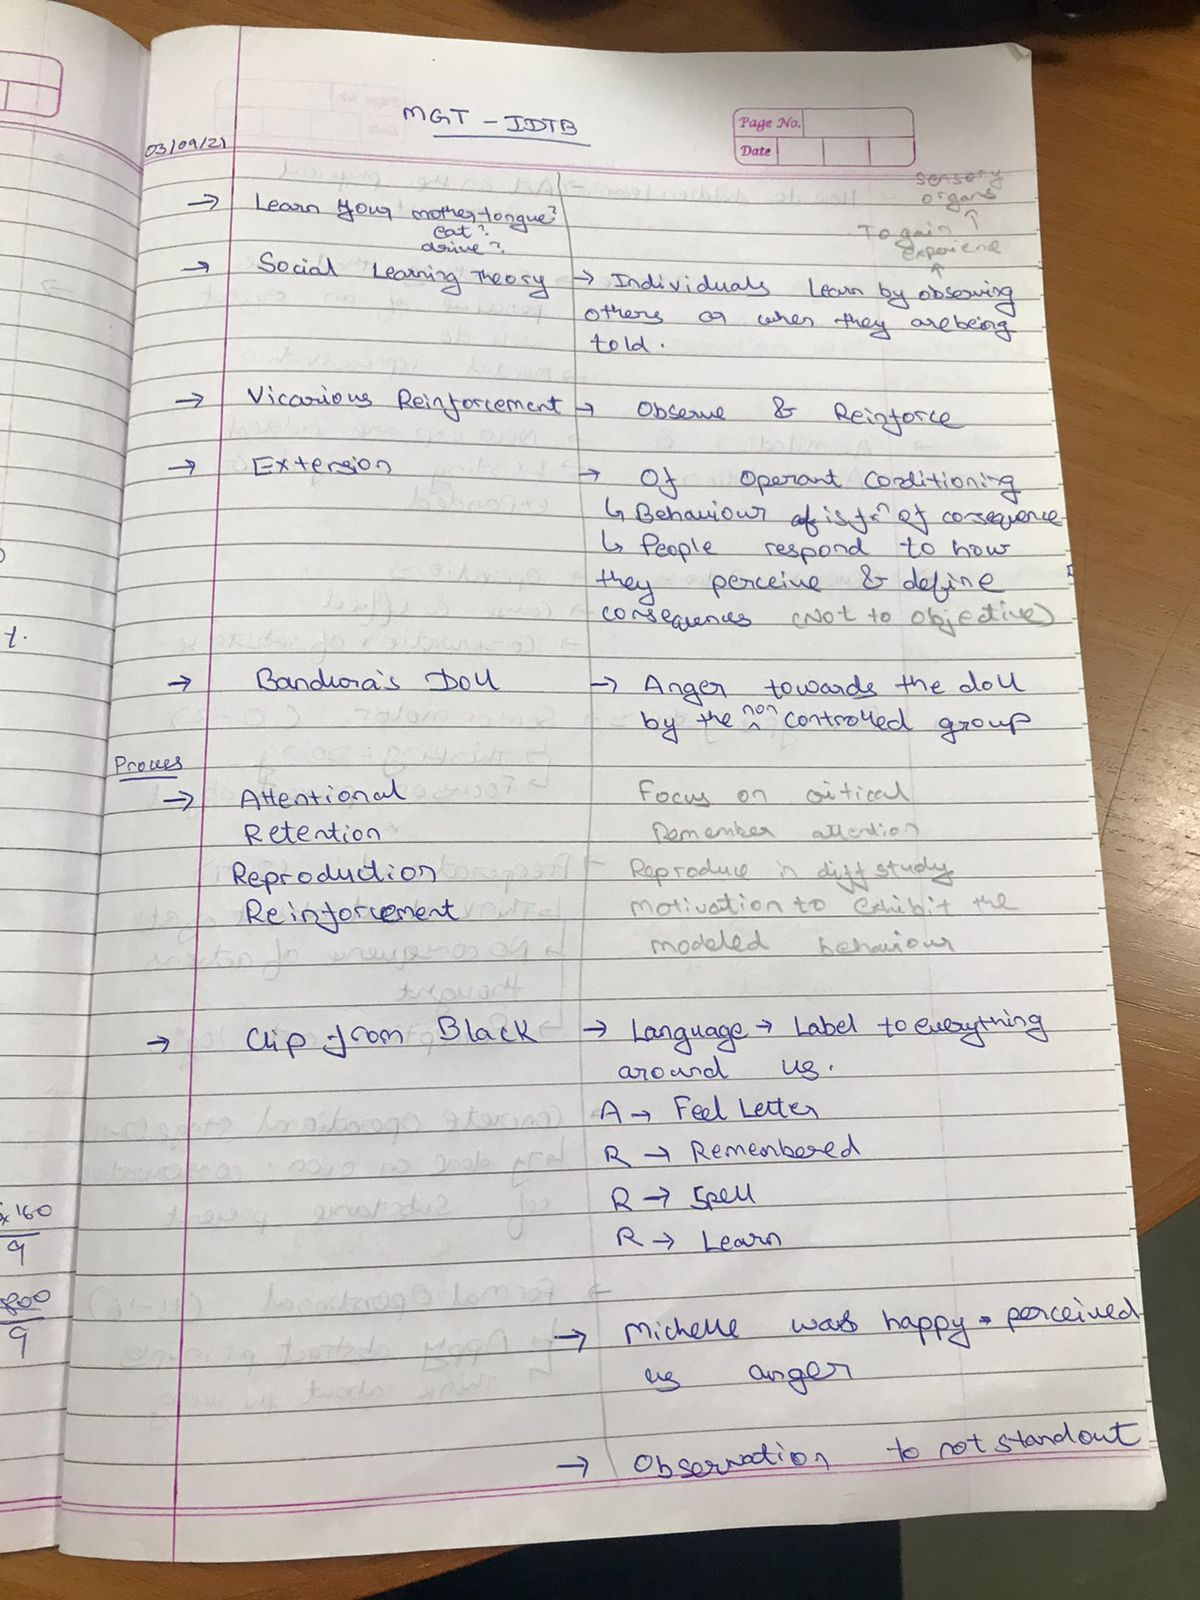 MGT - IDTB
Page No.
Date
03/09/21
sensory
organs
→ Learn your mother tongue?
eat?
drive?
To gain
experience
→ Social Learning Theory → Individuals learn by observing
others or when they are being
told.
→ Vicarious Reinforcement → Observe & Reinforce
→ Extension → Of Operant Conditioning
↳ Behaviour is fxⁿ of consequence
↳ People respond to how
they perceive & define
consequences (Not to objective)
→ Bandura's Doll → Anger towards the doll
by the non controlled group
Proces
→ Attentional Focus on critical
Retention Remember attention
Reproduction Reproduce in diff study
Reinforcement Motivation to exhibit the
modeled behaviour
→ Clip from Black → Language → Label to everything
around us.
A → Feel Letter
R → Remembered
R → Spell
R → Learn
x 160
9
800
9
→ Michelle was happy → perceived
as anger
→ Observation to not standout